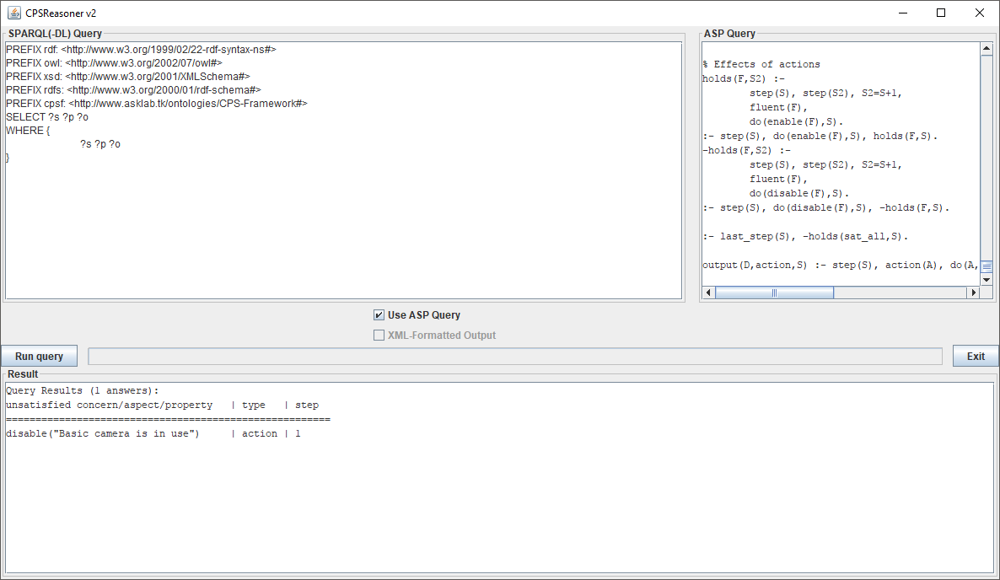 CPSReasoner v2
SPARQL(-DL) Query
PREFIX rdf: <http://www.w3.org/1999/02/22-rdf-syntax-ns#>
PREFIX owl: <http://www.w3.org/2002/07/owl#>
PREFIX xsd: <http://www.w3.org/2001/XMLSchema#>
PREFIX rdfs: <http://www.w3.org/2000/01/rdf-schema#>
PREFIX cpsf: <http://www.asklab.tk/ontologies/CPS-Framework#>
SELECT ?s ?p ?o
WHERE {
?s ?p ?o
}
ASP Query
% Effects of actions
holds(F,S2) :-
step(S), step(S2), S2=S+1,
fluent(F),
do(enable(F),S).
:- step(S), do(enable(F),S), holds(F,S).
-holds(F,S2) :-
step(S), step(S2), S2=S+1,
fluent(F),
do(disable(F),S).
:- step(S), do(disable(F),S), -holds(F,S).
:- last_step(S), -holds(sat_all,S).
output(D,action,S) :- step(S), action(A), do(A,
Use ASP Query
XML-Formatted Output
Run query
Exit
Result
Query Results (1 answers):
unsatisfied concern/aspect/property | type | step
=======================================================
disable("Basic camera is in use") | action | 1